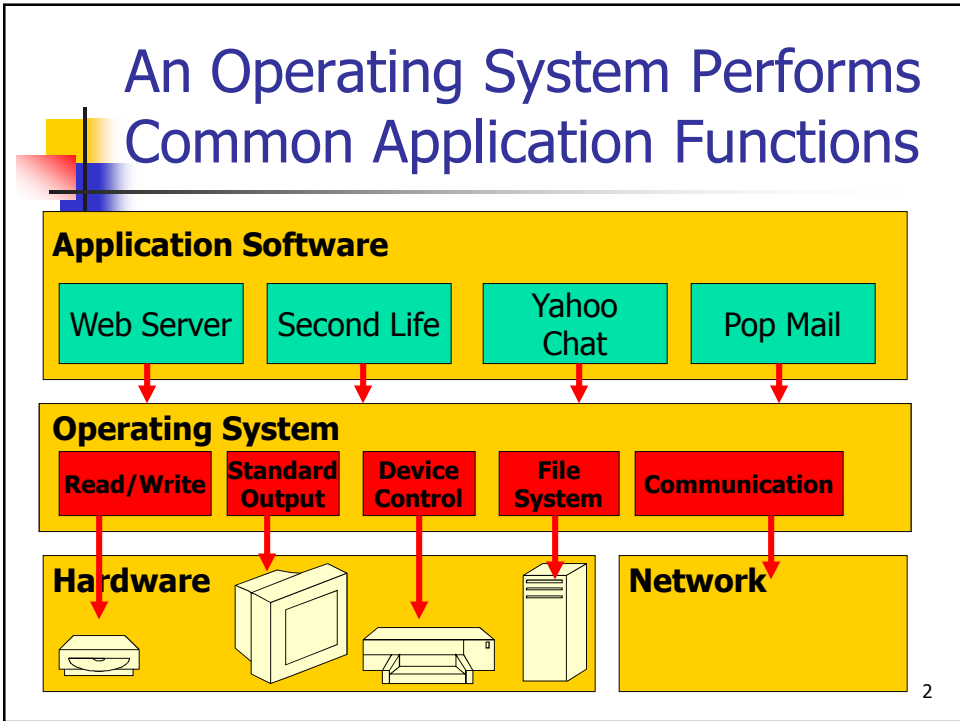 An Operating System Performs
Common Application Functions
Application Software
Web Server
Second Life
Yahoo
Chat
Pop Mail
Operating System
Read/Write
Standard
Output
Device
Control
File
System
Communication
Hardware
Network
2